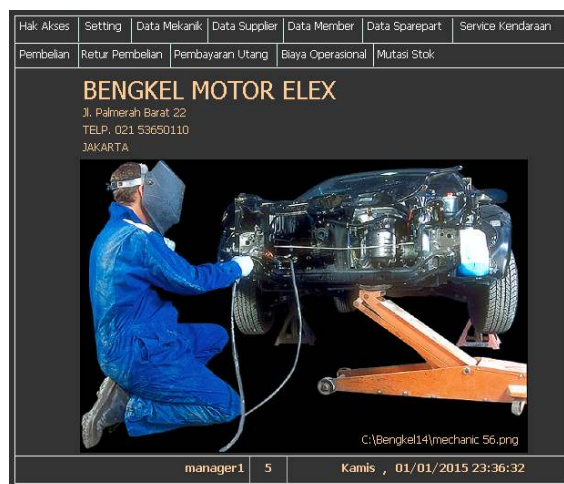 Hak Akses Setting Data Mekanik Data Supplier Data Member Data Sparepart Service Kendaraan
Pembelian Retur Pembelian Pembayaran Utang Biaya Operasional Mutasi Stok
BENGKEL MOTOR ELEX
Jl. Palmerah Barat 22
TELP. 021 53650110
JAKARTA
C:\Bengkel14\mechanic 56.png
manager1 5 Kamis , 01/01/2015 23:36:32